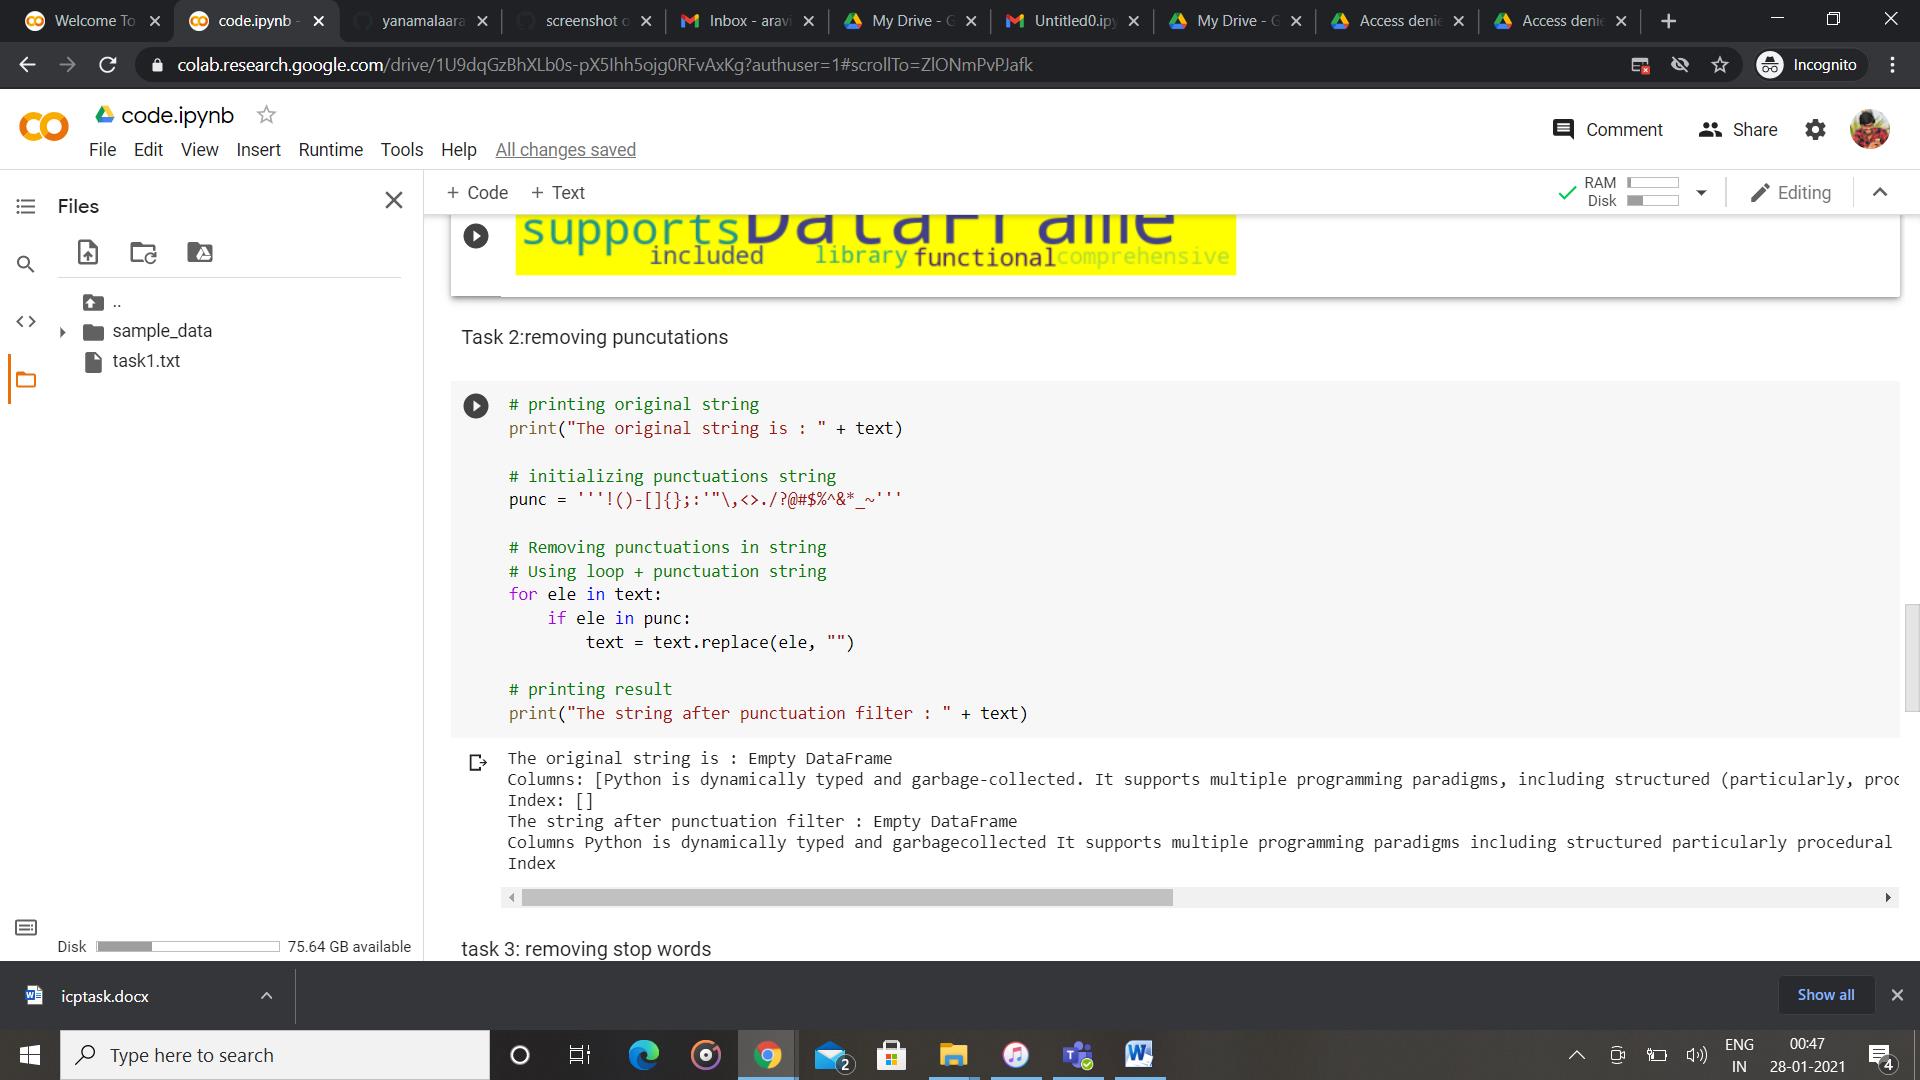 Welcome To
code.ipynb -
yanamalaara
screenshot o
Inbox - aravi
My Drive - G
Untitled0.ipy
My Drive - G
Access denie
Access denie
colab.research.google.com/drive/1U9dqGzBhXLb0s-pX5Ihh5ojg0RFvAxKg?authuser=1#scrollTo=ZlONmPvPJafk
Incognito
code.ipynb
File Edit View Insert Runtime Tools Help All changes saved
Comment
Share
Files
+ Code + Text
RAM
Disk
Editing
..
sample_data
task1.txt
supports DataFrame
included library functional comprehensive
Task 2:removing puncutations
# printing original string
print("The original string is : " + text)
# initializing punctuations string
punc = '''!()-[]{};:'"\,<>./?@#$%^&*_~'''
# Removing punctuations in string
# Using loop + punctuation string
for ele in text:
    if ele in punc:
        text = text.replace(ele, "")
# printing result
print("The string after punctuation filter : " + text)
The original string is : Empty DataFrame
Columns: [Python is dynamically typed and garbage-collected. It supports multiple programming paradigms, including structured (particularly, proc
Index: []
The string after punctuation filter : Empty DataFrame
Columns Python is dynamically typed and garbagecollected It supports multiple programming paradigms including structured particularly procedural
Index
task 3: removing stop words
Disk 75.64 GB available
icptask.docx
Show all
Type here to search
2
ENG
IN
00:47
28-01-2021
4